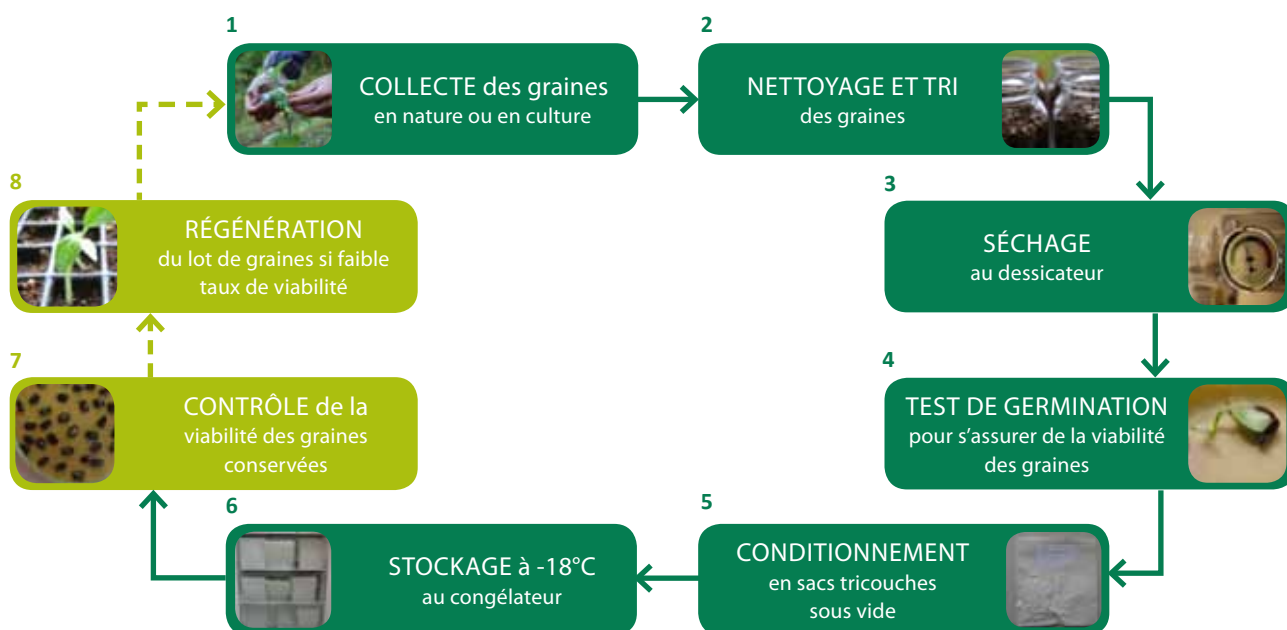 1
COLLECTE des graines
en nature ou en culture
2
NETTOYAGE ET TRI
des graines
3
SÉCHAGE
au dessicateur
4
TEST DE GERMINATION
pour s’assurer de la viabilité
des graines
5
CONDITIONNEMENT
en sacs tricouches
sous vide
6
STOCKAGE à -18°C
au congélateur
7
CONTRÔLE de la
viabilité des graines
conservées
8
RÉGÉNÉRATION
du lot de graines si faible
taux de viabilité